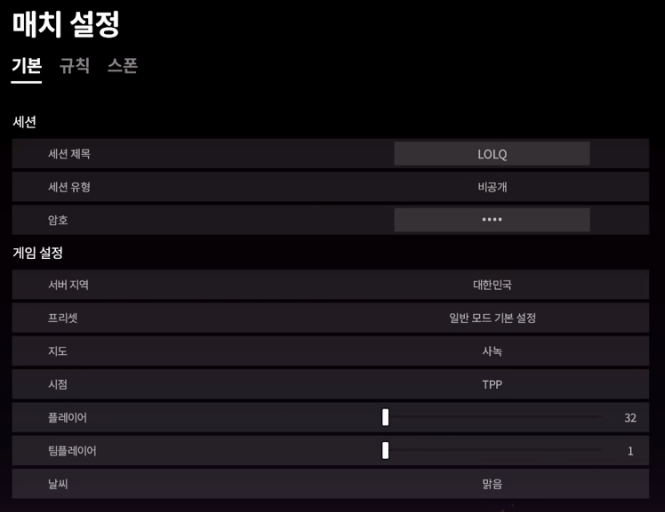 매치 설정
기본 규칙 스폰
세션
세션 제목 LOLQ
세션 유형 비공개
암호 ••••
게임 설정
서버 지역 대한민국
프리셋 일반 모드 기본 설정
지도 사녹
시점 TPP
플레이어 32
팀플레이어 1
날씨 맑음